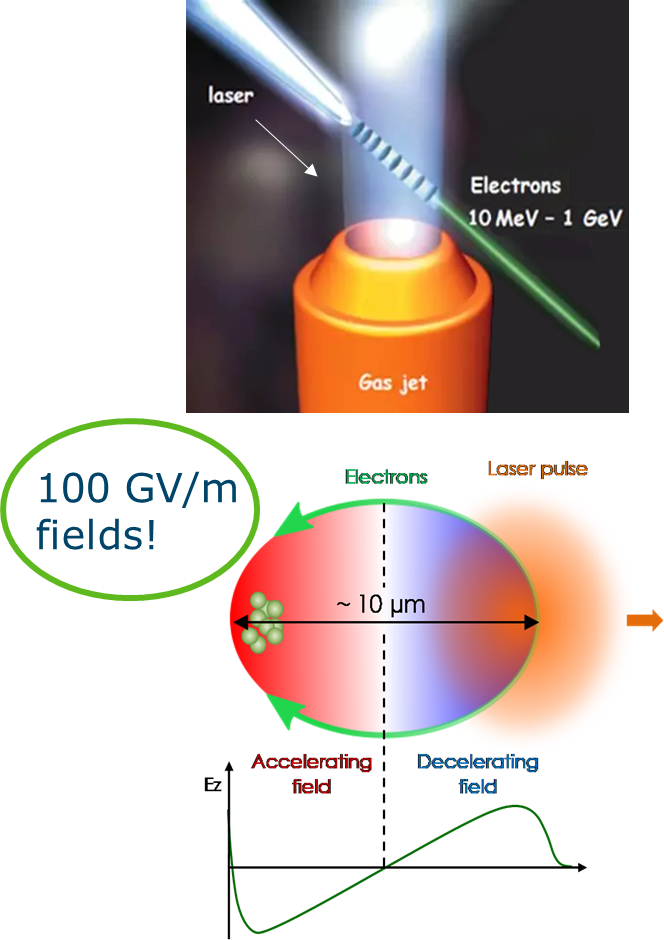 laser
Electrons
10 MeV – 1 GeV
Gas jet
100 GV/m
fields!
Electrons
Laser pulse
~ 10 µm
Accelerating
field
Decelerating
field
Ez